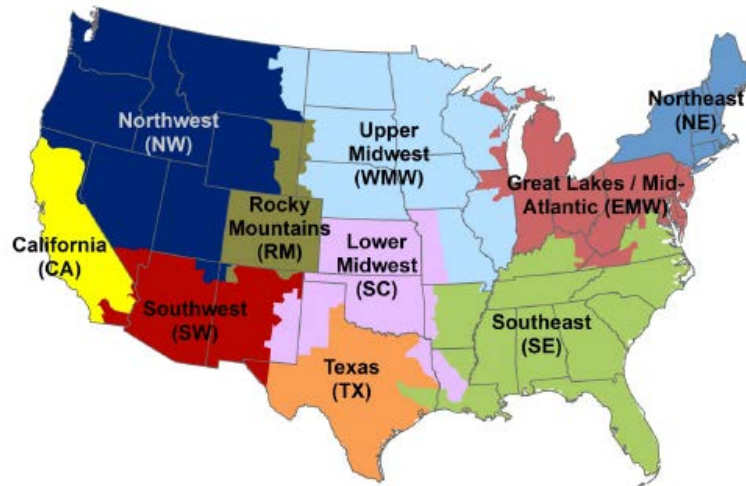 Northwest
(NW)
Upper
Midwest
(WMW)
Northeast
(NE)
Great Lakes / Mid-
Atlantic (EMW)
Rocky
Mountains
(RM)
California
(CA)
Lower
Midwest
(SC)
Southwest
(SW)
Southeast
(SE)
Texas
(TX)